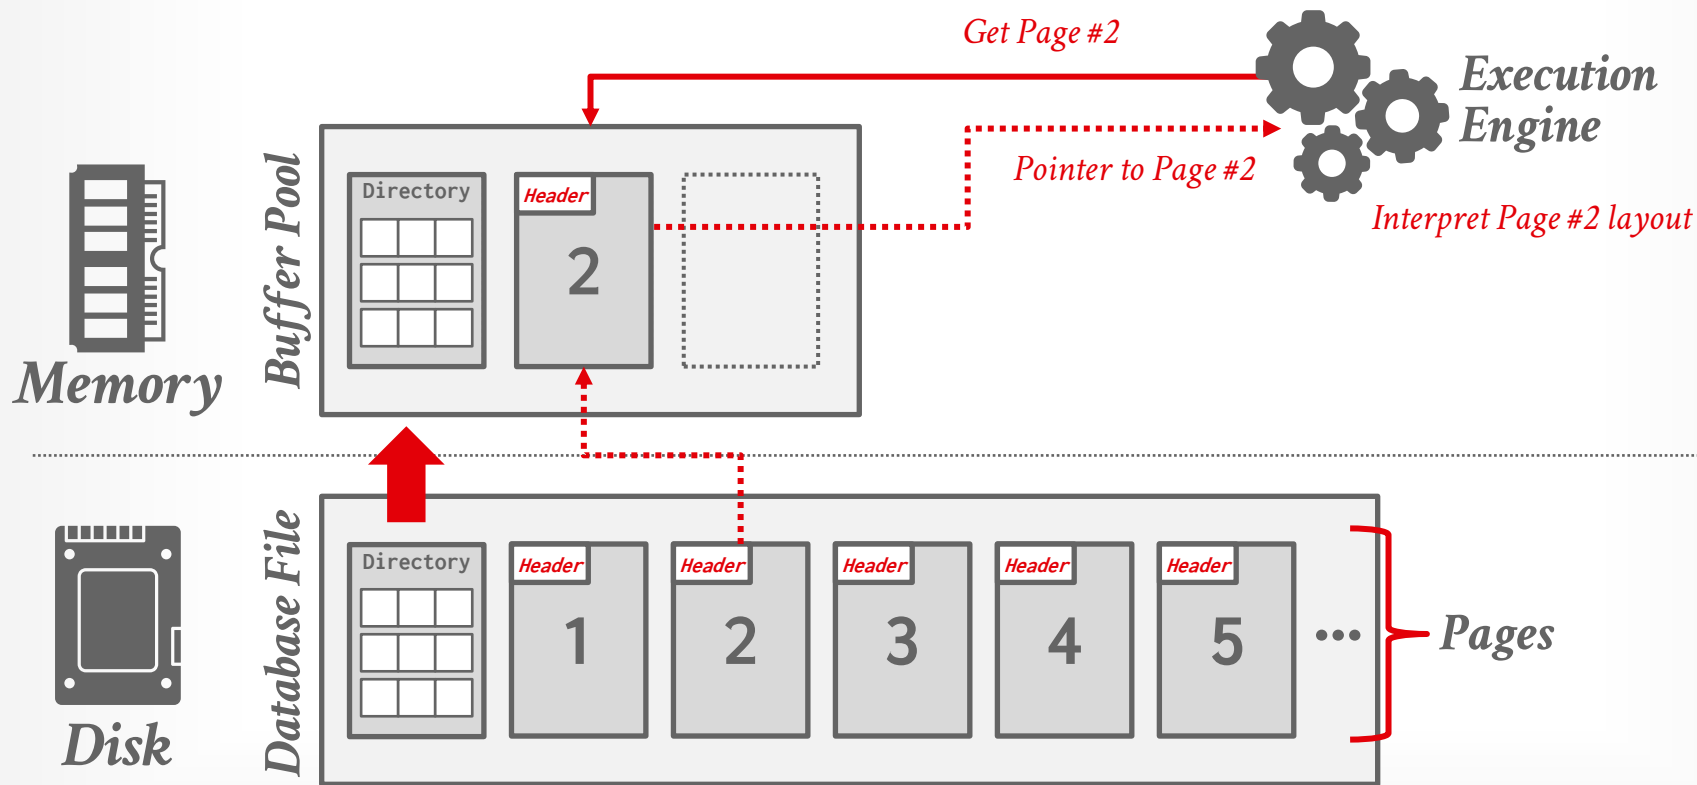 Get Page #2
Execution
Engine
Pointer to Page #2
Interpret Page #2 layout
Memory
Buffer Pool
Directory
Header
2
Disk
Database File
Directory
Header
1
Header
2
Header
3
Header
4
Header
5
...
Pages